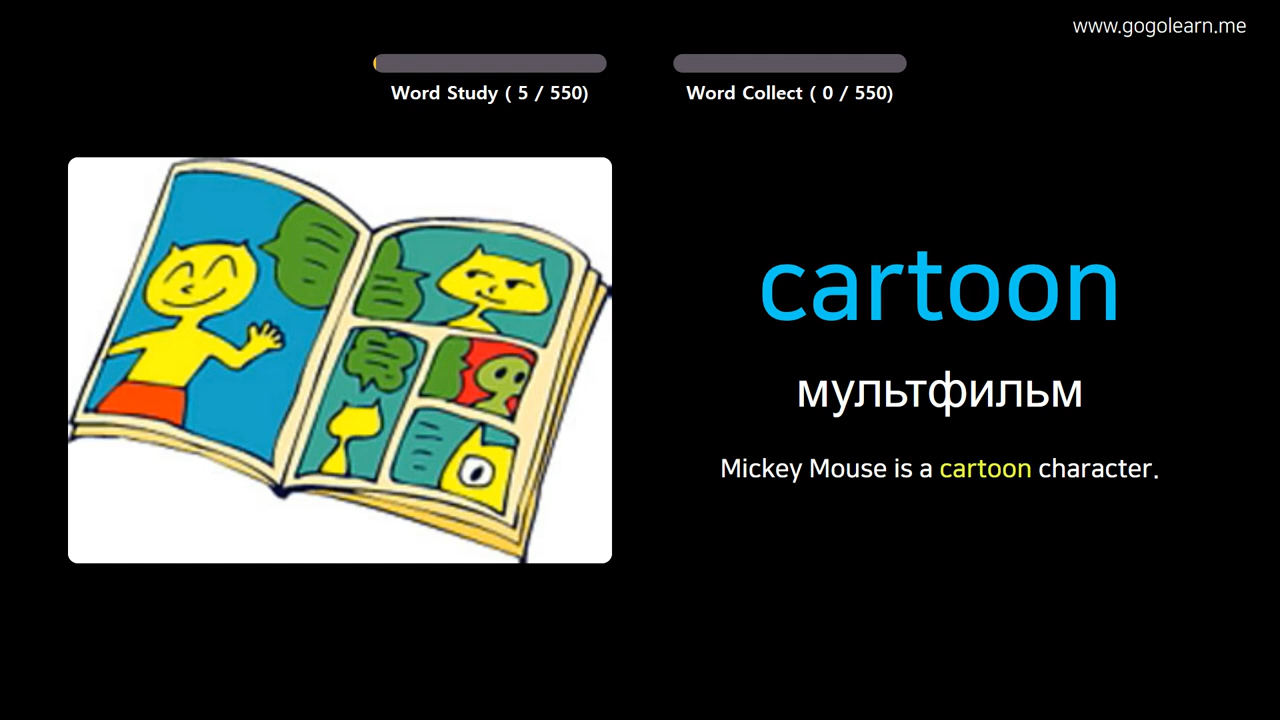 www.gogolearn.me
Word Study ( 5 / 550)
Word Collect ( 0 / 550)
cartoon
мультфильм
Mickey Mouse is a cartoon character.